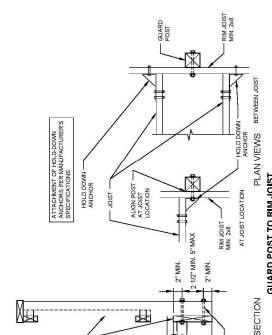 ATTACHMENT OF HOLD-DOWN
ANCHORS PER MANUFACTURER'S
SPECIFICATIONS
HOLD DOWN
ANCHOR
JOIST
ALIGN POST
AT JOIST
LOCATION
RIM JOIST
MIN. 2x8
AT JOIST LOCATION
GUARD
POST
RIM JOIST
MIN. 2x8
HOLD DOWN
ANCHOR
BETWEEN JOIST
PLAN VIEWS
2" MIN.
2 1/2" MIN. 5" MAX
2" MIN.
SECTION
GUARD POST TO RIM JOIST